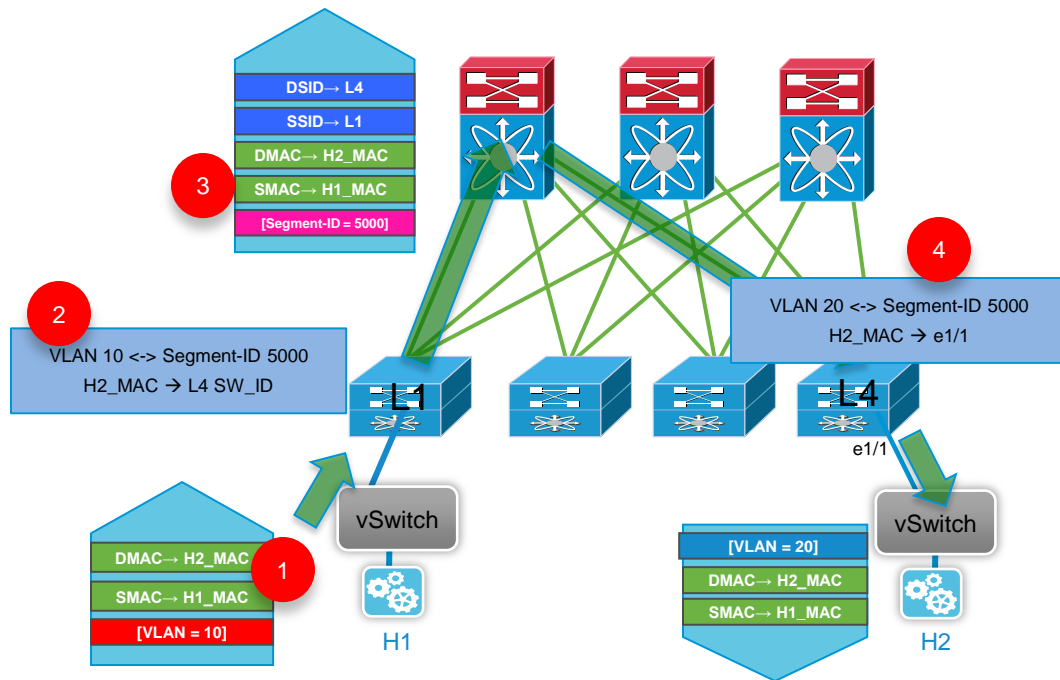 DSID→ L4
SSID→ L1
DMAC→ H2_MAC
SMAC→ H1_MAC
[Segment-ID = 5000]
3
4
VLAN 20 <-> Segment-ID 5000
H2_MAC → e1/1
2
VLAN 10 <-> Segment-ID 5000
H2_MAC → L4 SW_ID
L1
L4
e1/1
vSwitch
vSwitch
DMAC→ H2_MAC
SMAC→ H1_MAC
[VLAN = 10]
1
H1
[VLAN = 20]
DMAC→ H2_MAC
SMAC→ H1_MAC
H2